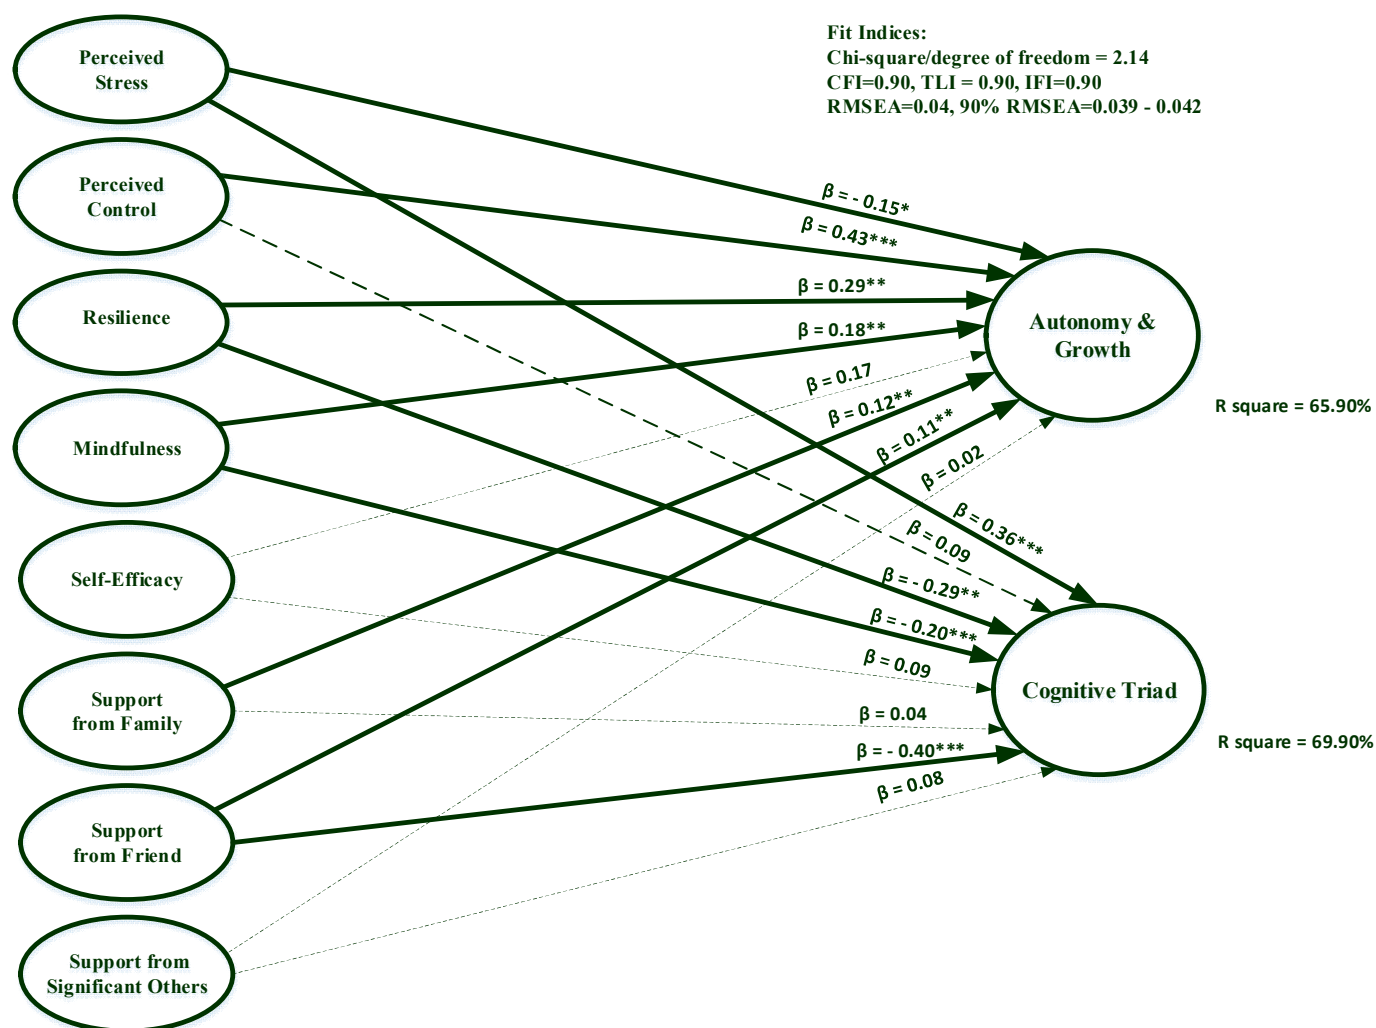 Fit Indices:
Chi-square/degree of freedom = 2.14
CFI=0.90, TLI = 0.90, IFI=0.90
RMSEA=0.04, 90% RMSEA=0.039 - 0.042
Perceived
Stress
Perceived
Control
Resilience
Mindfulness
Self-Efficacy
Support
from Family
Support
from Friend
Support from
Significant Others
β = - 0.15*
β = 0.43***
β = 0.29**
β = 0.18**
β = 0.17
β = 0.12**
β = 0.11**
β = 0.02
β = 0.36***
β = 0.09
β = - 0.29**
β = - 0.20***
β = 0.09
β = 0.04
β = - 0.40***
β = 0.08
Autonomy &
Growth
R square = 65.90%
Cognitive Triad
R square = 69.90%